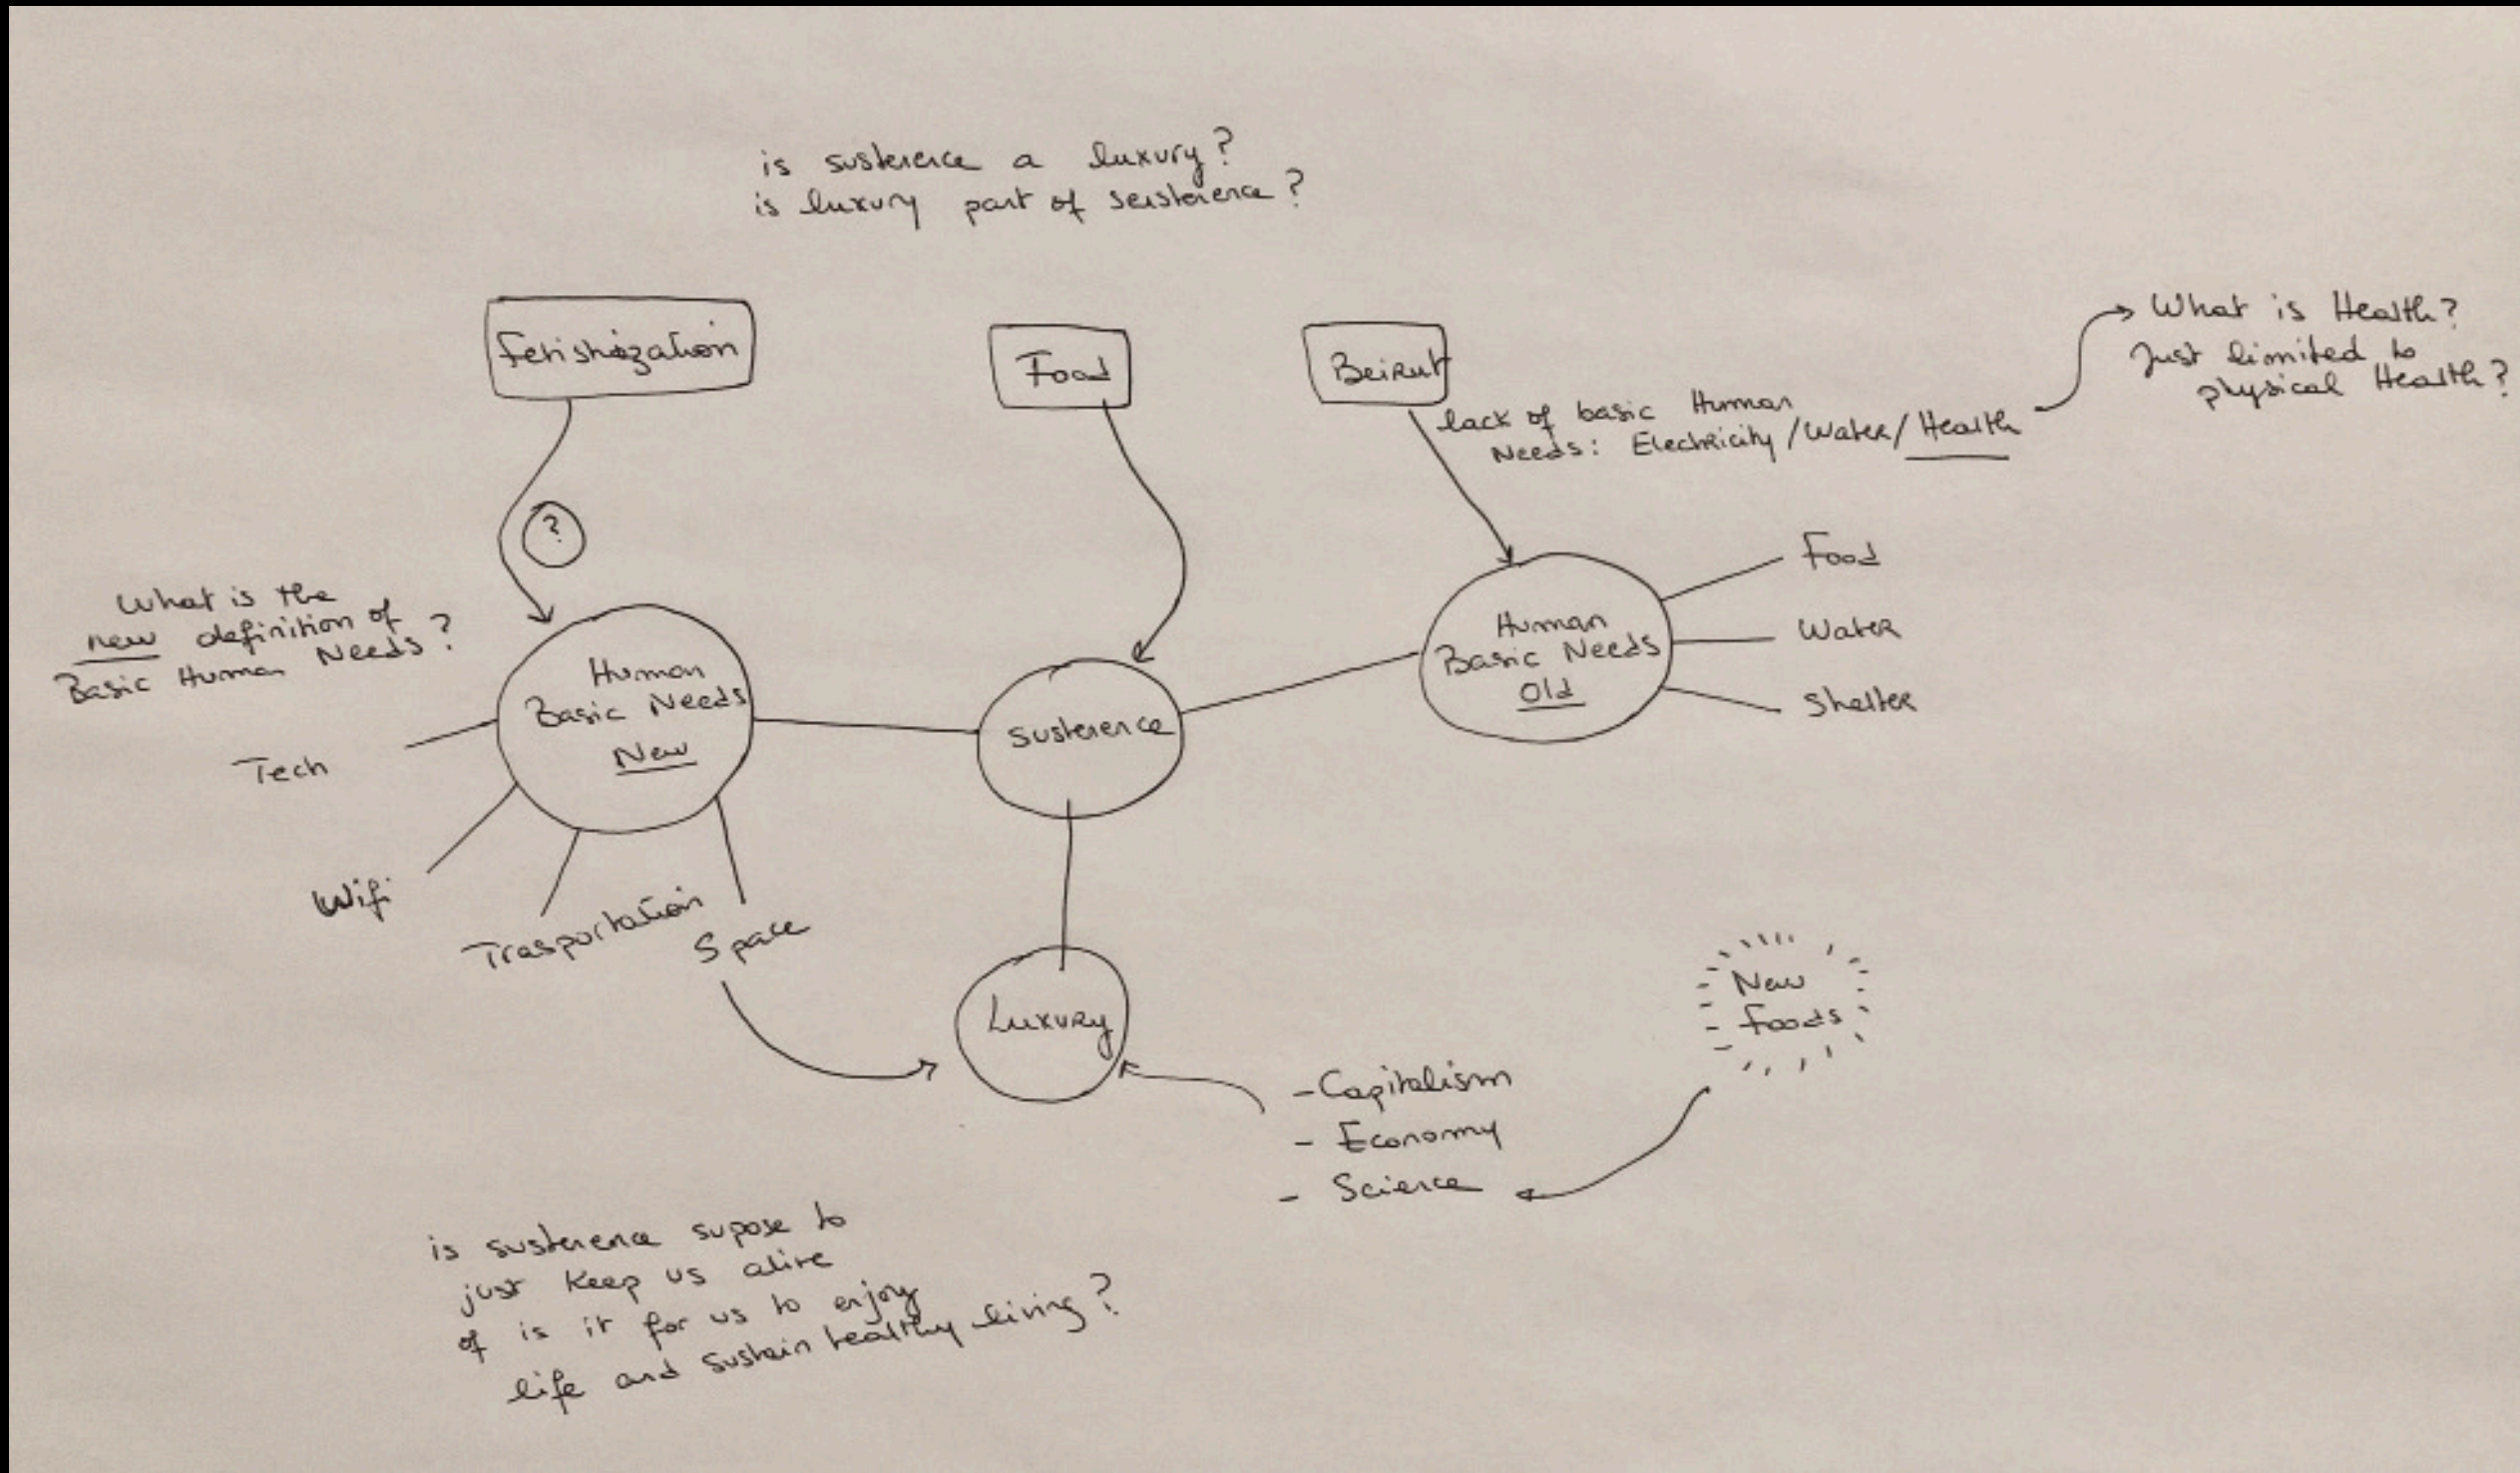 is sustenence a luxury?
is luxury part of sustenence?
Fetishization
Food
Beirut
What is Health?
Just limited to
physical Health?
lack of basic Human
Needs: Electricity/Water/Health
?
What is the
new definition of
Basic Human Needs?
Human
Basic Needs
New
Tech
Wifi
Trasportation
Space
sustenence
Human
Basic Needs
Old
Food
Water
Shelter
Luxury
New
Foods
- Capitalism
- Economy
- Science
is sustenence supose to
just keep us alive
of is it for us to enjoy
life and sustain healthy living?